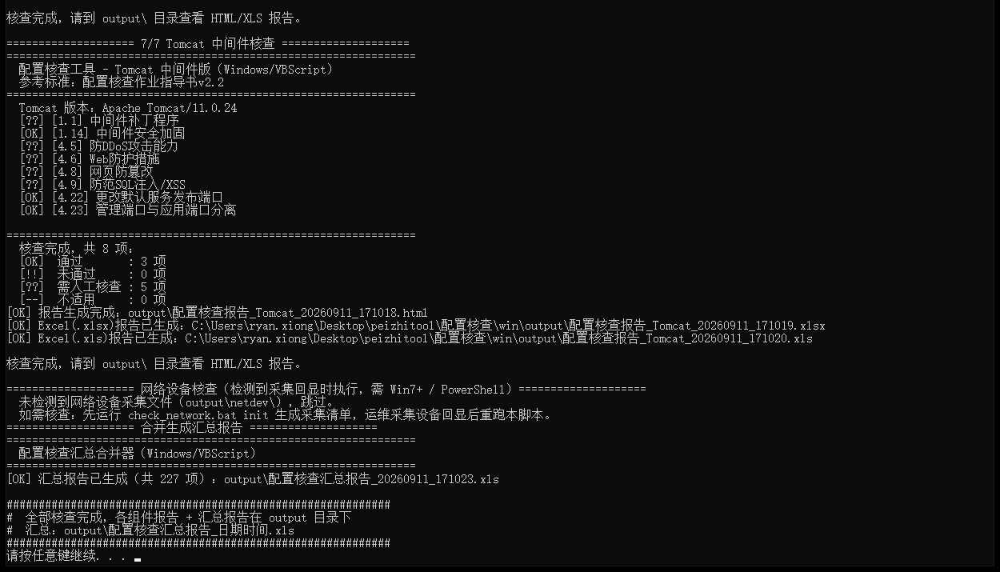 核查完成，请到 output\ 目录查看 HTML/XLS 报告。
==================== 7/7 Tomcat 中间件核查 ====================
================================================================
配置核查工具 - Tomcat 中间件版（Windows/VBScript）
参考标准：配置核查作业指导书v2.2
================================================================
Tomcat 版本：Apache Tomcat/11.0.24
[??] [1.1] 中间件补丁程序
[OK] [1.14] 中间件安全加固
[??] [4.5] 防DDoS攻击能力
[??] [4.6] Web防护措施
[??] [4.8] 网页防篡改
[??] [4.9] 防范SQL注入/XSS
[OK] [4.22] 更改默认服务发布端口
[OK] [4.23] 管理端口与应用端口分离
================================================================
核查完成，共 8 项：
[OK] 通过 : 3 项
[!!] 未通过 : 0 项
[??] 需人工核查 : 5 项
[--] 不适用 : 0 项
[OK] 报告生成完成：output\配置核查报告_Tomcat_20260911_171018.html
[OK] Excel(.xlsx)报告已生成：C:\Users\ryan.xiong\Desktop\peizhitool\配置核查\win\output\配置核查报告_Tomcat_20260911_171019.xlsx
[OK] Excel(.xls)报告已生成：C:\Users\ryan.xiong\Desktop\peizhitool\配置核查\win\output\配置核查报告_Tomcat_20260911_171020.xls
核查完成，请到 output\ 目录查看 HTML/XLS 报告。
==================== 网络设备核查（检测到采集回显时执行，需 Win7+ / PowerShell）====================
未检测到网络设备采集文件（output\netdev\），跳过。
如需核查：先运行 check_network.bat init 生成采集清单，运维采集设备回显后重跑本脚本。
==================== 合并生成汇总报告 ====================
================================================================
配置核查汇总合并器（Windows/VBScript）
================================================================
[OK] 汇总报告已生成（共 227 项）：output\配置核查汇总报告_20260911_171023.xls
############################################################
# 全部核查完成，各组件报告 + 汇总报告在 output 目录下
# 汇总：output\配置核查汇总报告_日期时间.xls
############################################################
请按任意键继续. . .